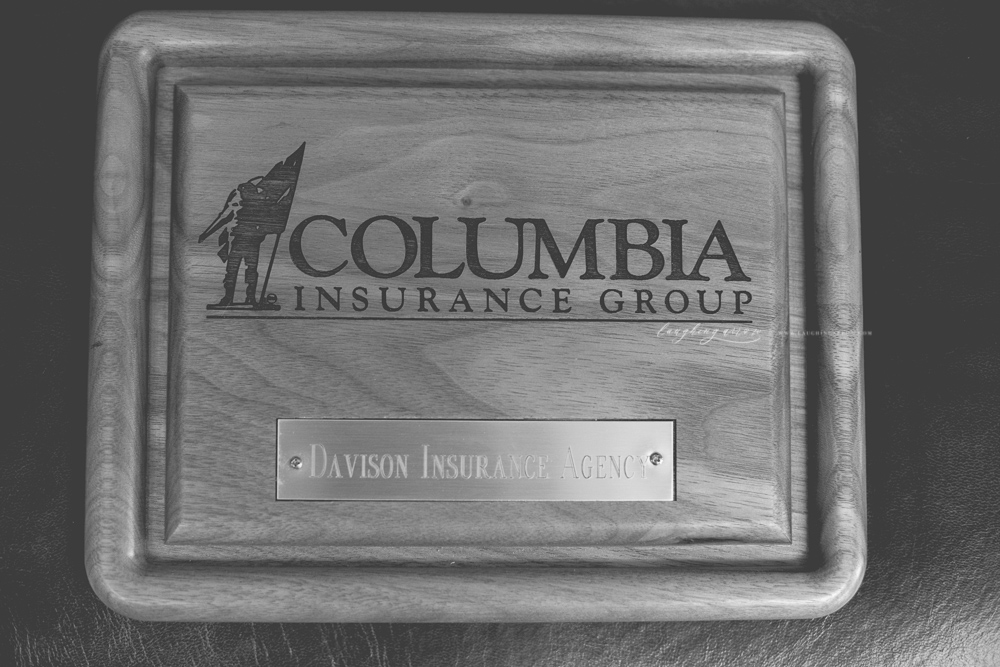 COLUMBIA
INSURANCE GROUP
DAVISON INSURANCE AGENCY